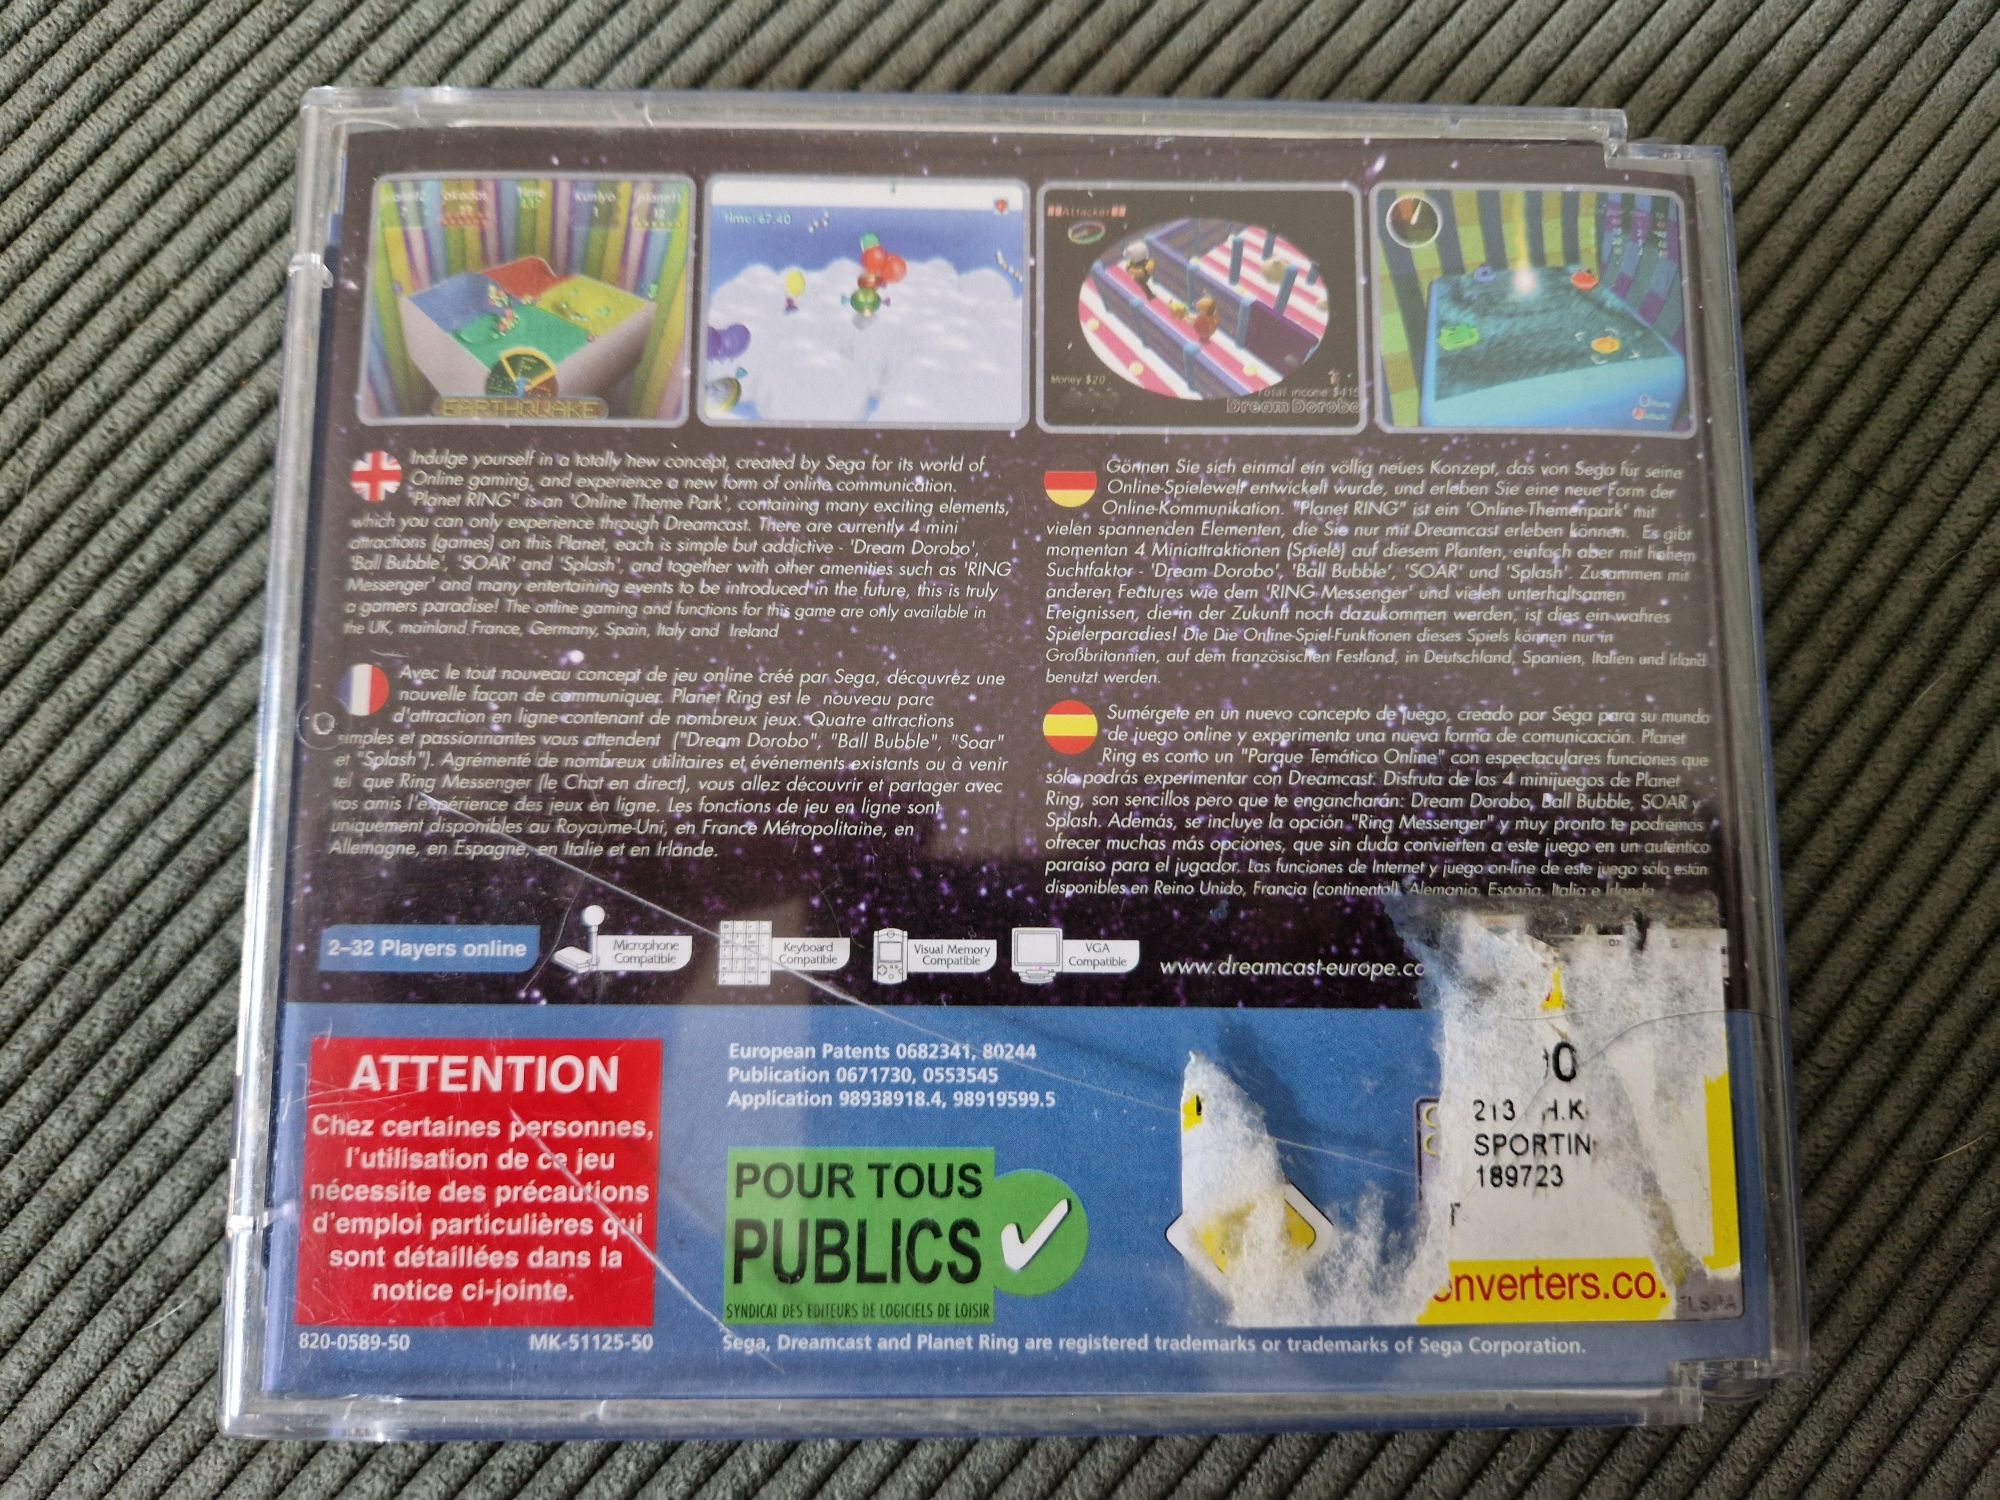 Time
EARTHQUAKE
Time: 67.40
Attacker
Money $20
Total income $415
Dream Dorobo
Indulge yourself in a totally new concept, created by Sega for its world of
Online gaming, and experience a new form of online communication.
"Planet RING" is an 'Online Theme Park', containing many exciting elements,
which you can only experience through Dreamcast. There are currently 4 mini
attractions (games) on this Planet, each is simple but addictive - 'Dream Dorobo',
'Ball Bubble', 'SOAR' and 'Splash', and together with other amenities such as 'RING
Messenger' and many entertaining events to be introduced in the future, this is truly
a gamers paradise! The online gaming and functions for this game are only available in
the UK, mainland France, Germany, Spain, Italy and Ireland
Avec le tout nouveau concept de jeu online créé par Sega, découvrez une
nouvelle façon de communiquer. Planet Ring est le nouveau parc
d'attraction en ligne contenant de nombreux jeux. Quatre attractions
simples et passionnantes vous attendent ("Dream Dorobo", "Ball Bubble", "Soar"
et "Splash"). Agrémenté de nombreux utilitaires et événements existants ou à venir
tel que Ring Messenger (le Chat en direct), vous allez découvrir et partager avec
vos amis l'expérience des jeux en ligne. Les fonctions de jeu en ligne sont
uniquement disponibles au Royaume-Uni, en France Métropolitaine, en
Allemagne, en Espagne, en Italie et en Irlande.
Gönnen Sie sich einmal ein völlig neues Konzept, das von Sega für seine
Online-Spielewelt entwickelt wurde, und erleben Sie eine neue Form der
Online-Kommunikation. "Planet RING" ist ein 'Online-Themenpark' mit
vielen spannenden Elementen, die Sie nur mit Dreamcast erleben können. Es gibt
momentan 4 Miniattraktionen (Spiele) auf diesem Planten, einfach aber mit hohem
Suchtfaktor - 'Dream Dorobo', 'Ball Bubble', 'SOAR' und 'Splash'. Zusammen mit
anderen Features wie dem 'RING Messenger' und vielen unterhaltsamen
Ereignissen, die in der Zukunft noch dazukommen werden, ist dies ein wahres
Spielerparadies! Die Die Online-Spiel-Funktionen dieses Spiels können nur in
Großbritannien, auf dem französischen Festland, in Deutschland, Spanien, Italien und Irland
benutzt werden.
Sumérgete en un nuevo concepto de juego, creado por Sega para su mundo
de juego online y experimenta una nueva forma de comunicación. Planet
Ring es como un "Parque Temático Online" con espectaculares funciones que
sólo podrás experimentar con Dreamcast. Disfruta de los 4 minijuegos de Planet
Ring, son sencillos pero que te engancharán: Dream Dorabo, Ball Bubble, SOAR y
Splash. Además, se incluye la opción "Ring Messenger" y muy pronto te podremos
ofrecer muchas más opciones, que sin duda convierten a este juego en un auténtico
paraíso para el jugador. Las funciones de Internet y juego on-line de este juego sólo están
disponibles en Reino Unido, Francia (continental), Alemania, España, Italia e Irlanda
2-32 Players online
Microphone
Compatible
Keyboard
Compatible
Visual Memory
Compatible
VGA
Compatible
www.dreamcast-europe.co
ATTENTION
Chez certaines personnes,
l'utilisation de ce jeu
nécessite des précautions
d'emploi particulières qui
sont détaillées dans la
notice ci-jointe.
820-0589-50
MK-51125-50
European Patents 0682341, 80244
Publication 0671730, 0553545
Application 98938918.4, 98919599.5
POUR TOUS
PUBLICS
SYNDICAT DES EDITEURS DE LOGICIELS DE LOISIR
213 H.K
SPORTIN
189723
onverters.co.
ELSPA
Sega, Dreamcast and Planet Ring are registered trademarks or trademarks of Sega Corporation.